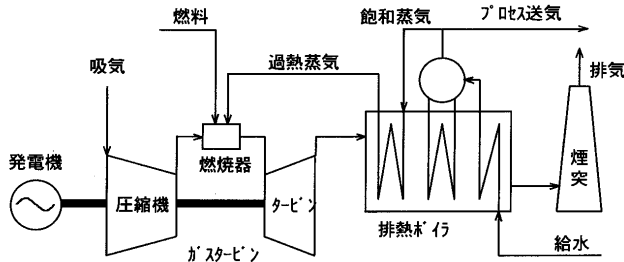 燃料
飽和蒸気
ﾌﾟﾛｾｽ送気
吸気
過熱蒸気
排気
発電機
燃焼器
煙突
圧縮機
ﾀｰﾋﾞﾝ
ｶﾞｽﾀｰﾋﾞﾝ
排熱ﾎﾞｲﾗ
給水